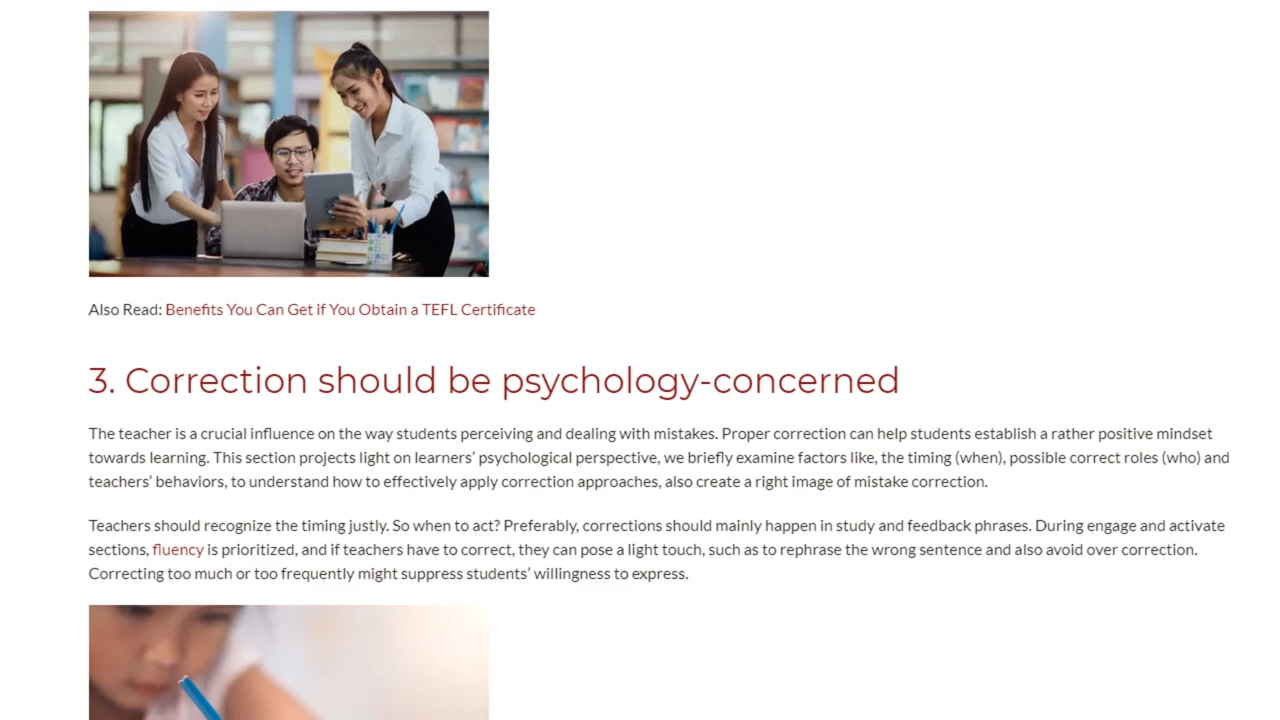 Also Read: Benefits You Can Get if You Obtain a TEFL Certificate
3. Correction should be psychology-concerned
The teacher is a crucial influence on the way students perceiving and dealing with mistakes. Proper correction can help students establish a rather positive mindset
towards learning. This section projects light on learners’ psychological perspective, we briefly examine factors like, the timing (when), possible correct roles (who) and
teachers’ behaviors, to understand how to effectively apply correction approaches, also create a right image of mistake correction.
Teachers should recognize the timing justly. So when to act? Preferably, corrections should mainly happen in study and feedback phrases. During engage and activate
sections, fluency is prioritized, and if teachers have to correct, they can pose a light touch, such as to rephrase the wrong sentence and also avoid over correction.
Correcting too much or too frequently might suppress students’ willingness to express.